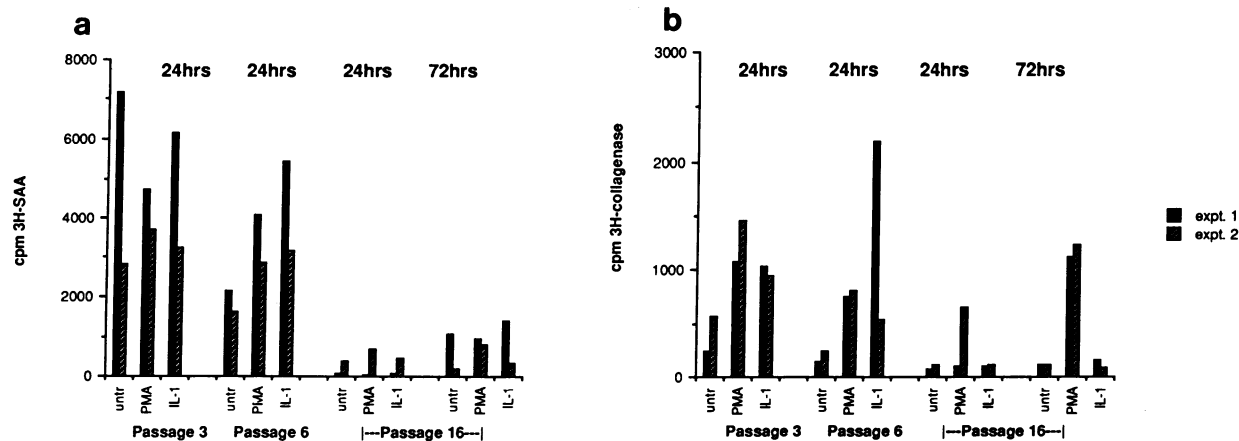 a
8000
6000
4000
2000
0
cpm 3H-SAA
24hrs 24hrs 24hrs 72hrs
untr PMA IL-1 untr PMA IL-1 untr PMA IL-1 untr PMA IL-1
Passage 3 Passage 6 |---Passage 16---|
b
3000
2000
1000
0
cpm 3H-collagenase
24hrs 24hrs 24hrs 72hrs
untr PMA IL-1 untr PMA IL-1 untr PMA IL-1 untr PMA IL-1
Passage 3 Passage 6 |---Passage 16---|
expt. 1
expt. 2